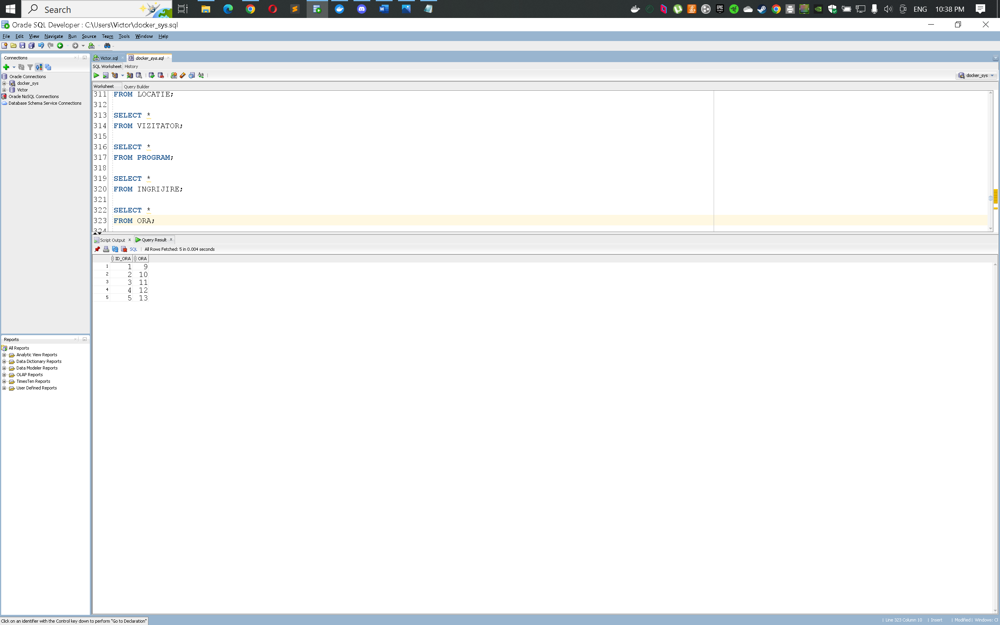 Search
W
EPIC GAMES
ENG
10:38 PM
Oracle SQL Developer : C:\Users\Victor\docker_sys.sql
File Edit View Navigate Run Source Team Tools Window Help
Connections
Victor.sql
docker_sys.sql
SQL Worksheet History
Oracle Connections
docker_sys
Victor
Oracle NoSQL Connections
Database Schema Service Connections
docker_sys
Worksheet Query Builder
311 FROM LOCATIE;
312
313 SELECT *
314 FROM VIZITATOR;
315
316 SELECT *
317 FROM PROGRAM;
318
319 SELECT *
320 FROM INGRIJIRE;
321
322 SELECT *
323 FROM ORA;
324
Script Output x Query Result x
SQL | All Rows Fetched: 5 in 0.004 seconds
ID_ORA ORA
1 1 9
2 2 10
3 3 11
4 4 12
5 5 13
Reports
All Reports
Analytic View Reports
Data Dictionary Reports
Data Modeler Reports
OLAP Reports
TimesTen Reports
User Defined Reports
Click on an identifier with the Control key down to perform "Go to Declaration"
| Line 323 Column 10 | Insert | Modified | Windows: CF